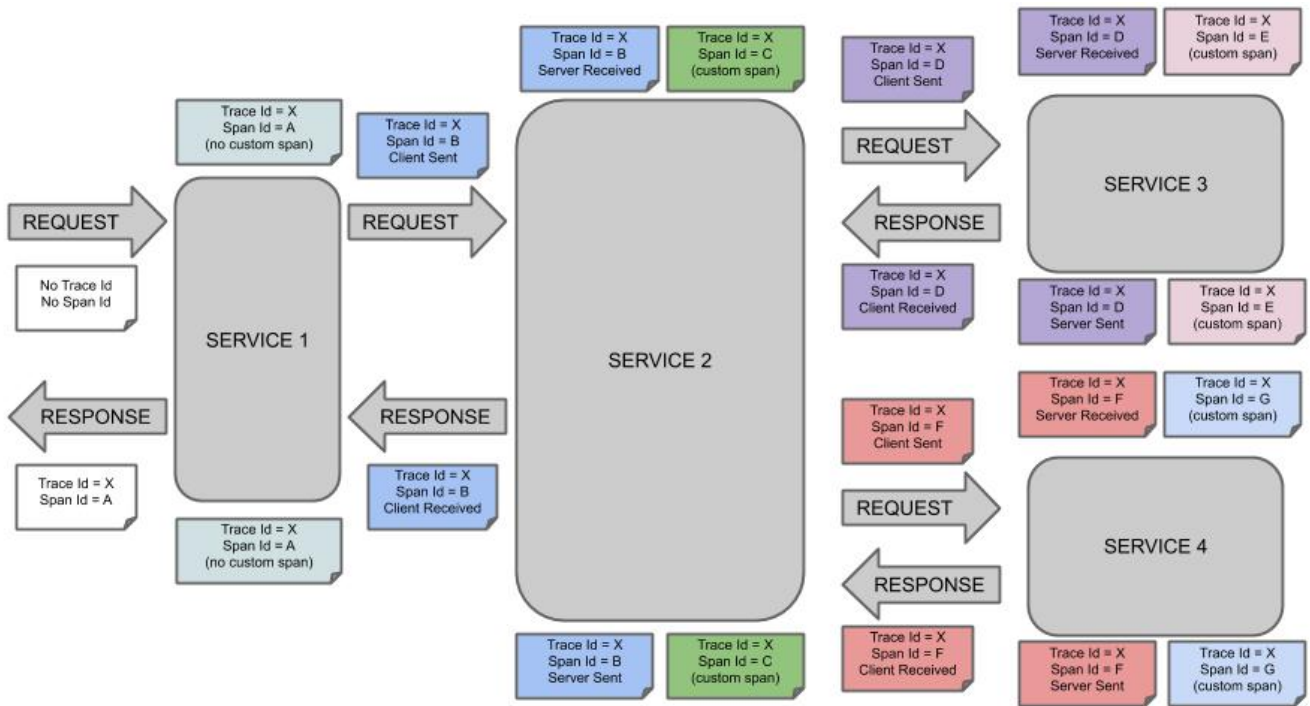 Trace Id = X
Span Id = B
Server Received
Trace Id = X
Span Id = C
(custom span)
Trace Id = X
Span Id = D
Client Sent
Trace Id = X
Span Id = D
Server Received
Trace Id = X
Span Id = E
(custom span)
Trace Id = X
Span Id = A
(no custom span)
Trace Id = X
Span Id = B
Client Sent
REQUEST
REQUEST
REQUEST
SERVICE 3
RESPONSE
No Trace Id
No Span Id
Trace Id = X
Span Id = D
Client Received
Trace Id = X
Span Id = D
Server Sent
Trace Id = X
Span Id = E
(custom span)
SERVICE 1
SERVICE 2
RESPONSE
RESPONSE
Trace Id = X
Span Id = F
Client Sent
Trace Id = X
Span Id = F
Server Received
Trace Id = X
Span Id = G
(custom span)
Trace Id = X
Span Id = A
Trace Id = X
Span Id = B
Client Received
REQUEST
SERVICE 4
Trace Id = X
Span Id = A
(no custom span)
RESPONSE
Trace Id = X
Span Id = B
Server Sent
Trace Id = X
Span Id = C
(custom span)
Trace Id = X
Span Id = F
Client Received
Trace Id = X
Span Id = F
Server Sent
Trace Id = X
Span Id = G
(custom span)